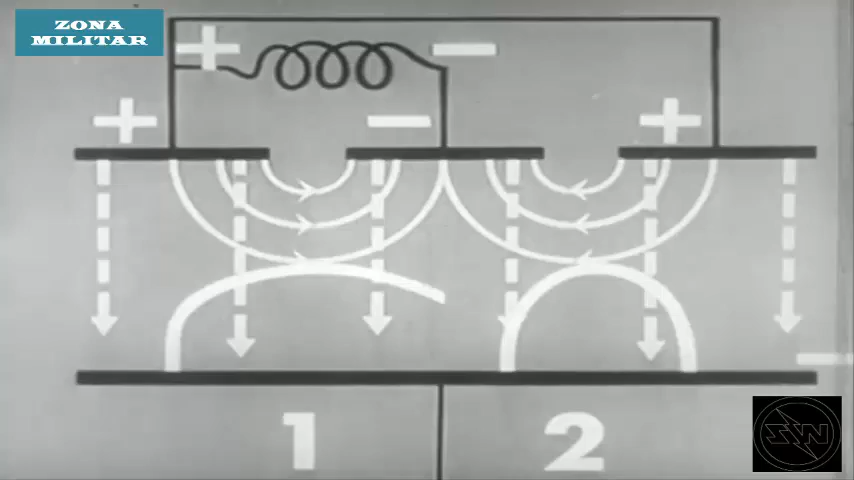 ZONA
MILITAR
+ −
+ − +
−
1 2